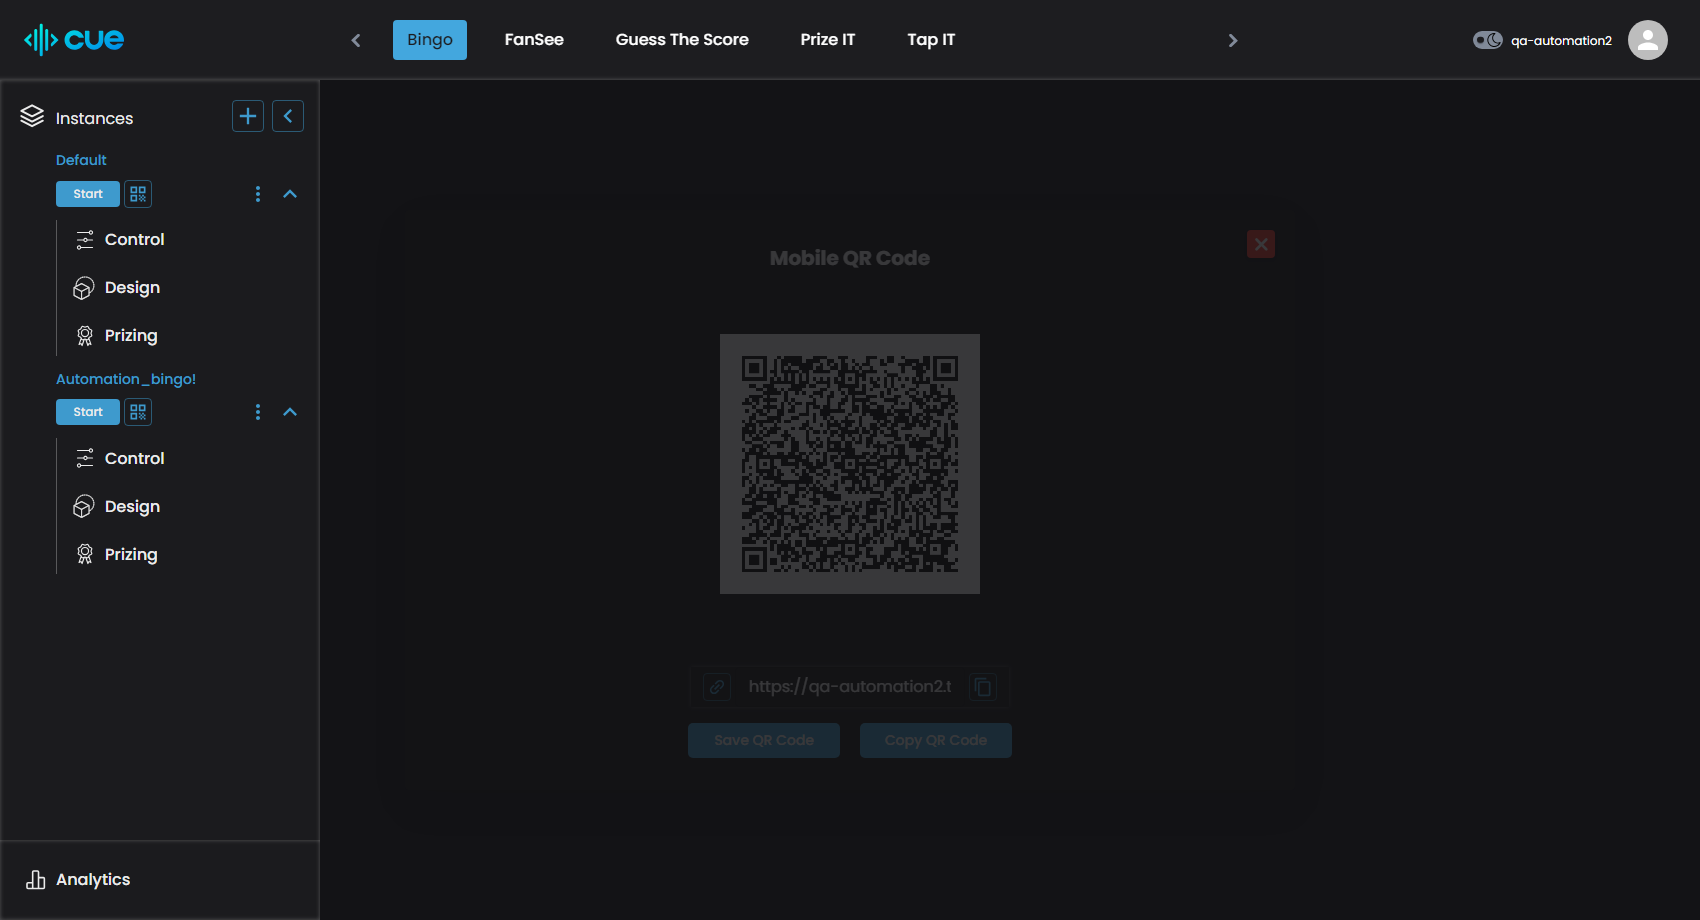 cue
Bingo
FanSee
Guess The Score
Prize IT
Tap IT
qa-automation2
Instances
Default
Start
Control
Design
Prizing
Automation_bingo!
Start
Control
Design
Prizing
Analytics
Mobile QR Code
https://qa-automation2.t
Save QR Code
Copy QR Code